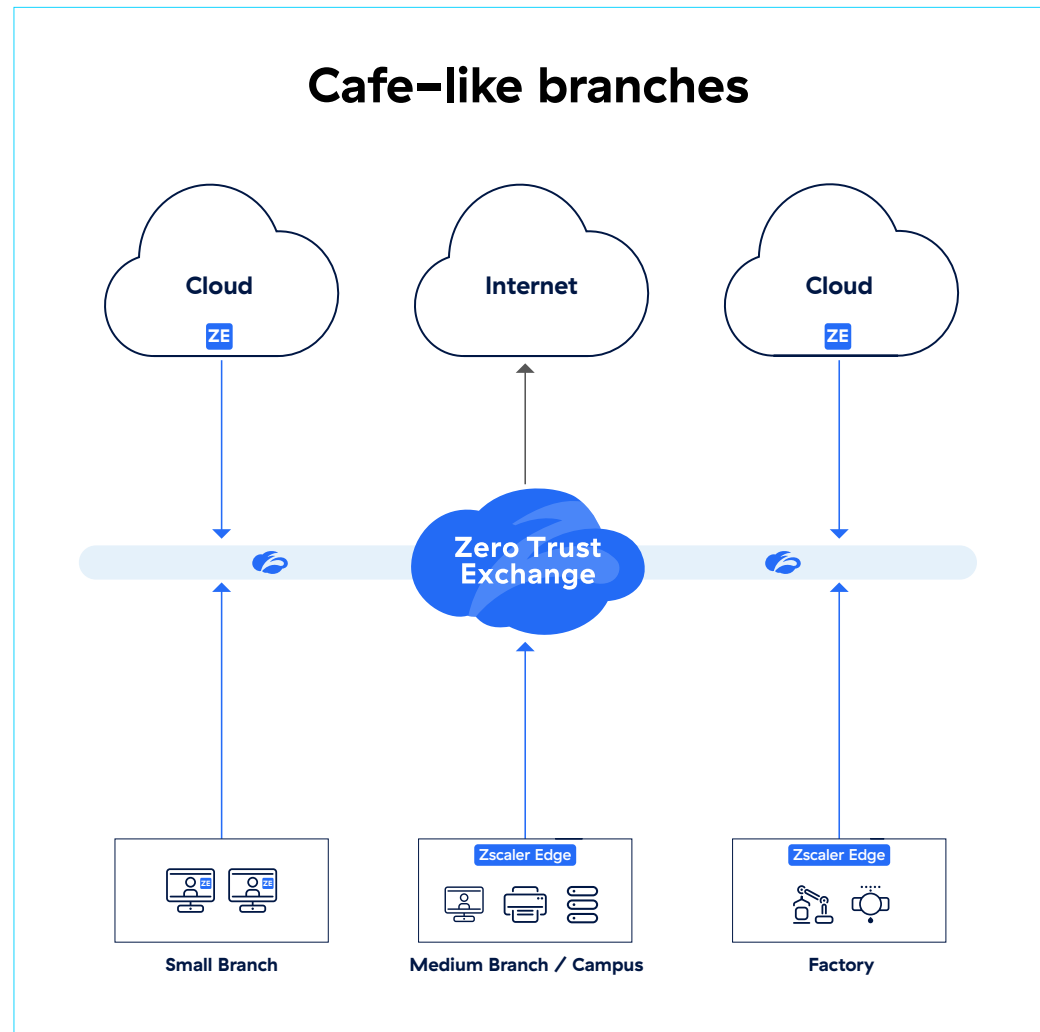 Cafe-like branches
Cloud
Internet
Cloud
ZE
ZE
Zero Trust
Exchange
Zscaler Edge
Zscaler Edge
ZE
ZE
Small Branch
Medium Branch / Campus
Factory